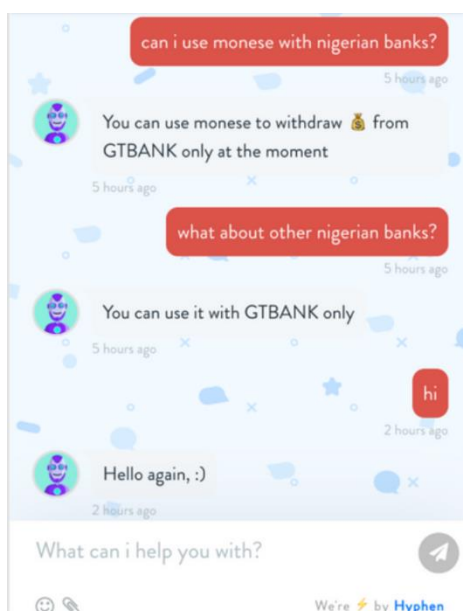 can i use monese with nigerian banks?
5 hours ago
You can use monese to withdraw 💰 from
GTBANK only at the moment
5 hours ago
what about other nigerian banks?
5 hours ago
You can use it with GTBANK only
5 hours ago
hi
2 hours ago
Hello again, :)
2 hours ago
What can i help you with?
We're ⚡ by Hyphen